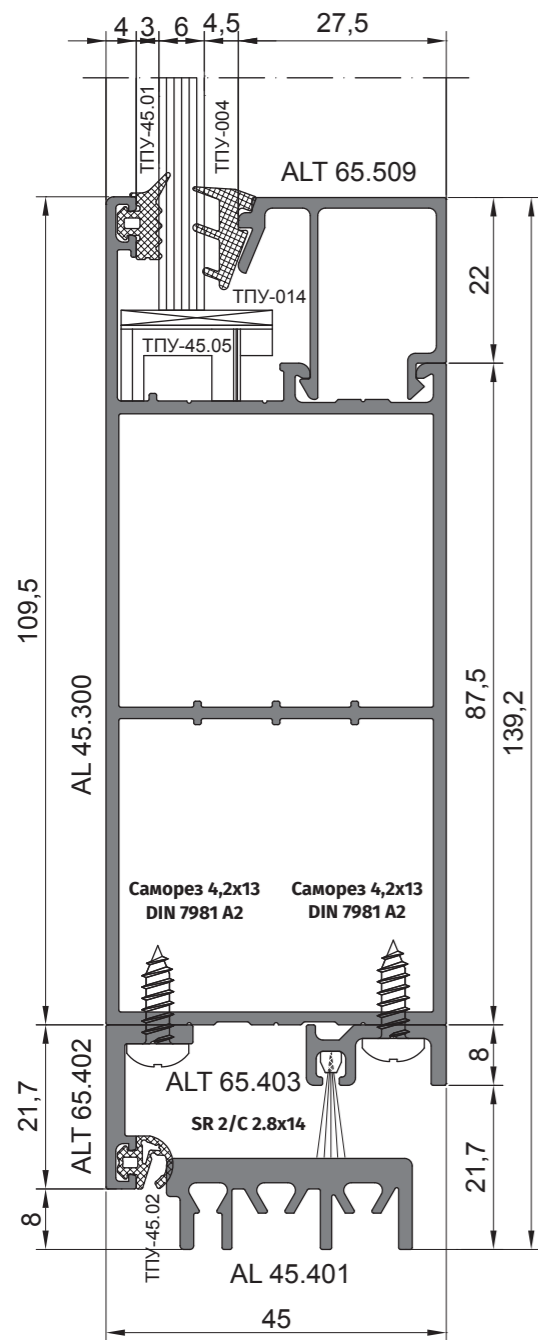 4 3 6 4,5 27,5
ТПУ-45.01
ТПУ-004
ALT 65.509
22
ТПУ-014
ТПУ-45.05
109,5
AL 45.300
87,5
139,2
Саморез 4,2х13
DIN 7981 A2
Саморез 4,2х13
DIN 7981 A2
21,7
ALT 65.402
ALT 65.403
8
SR 2/C 2.8x14
21,7
8
ТПУ-45.02
AL 45.401
45